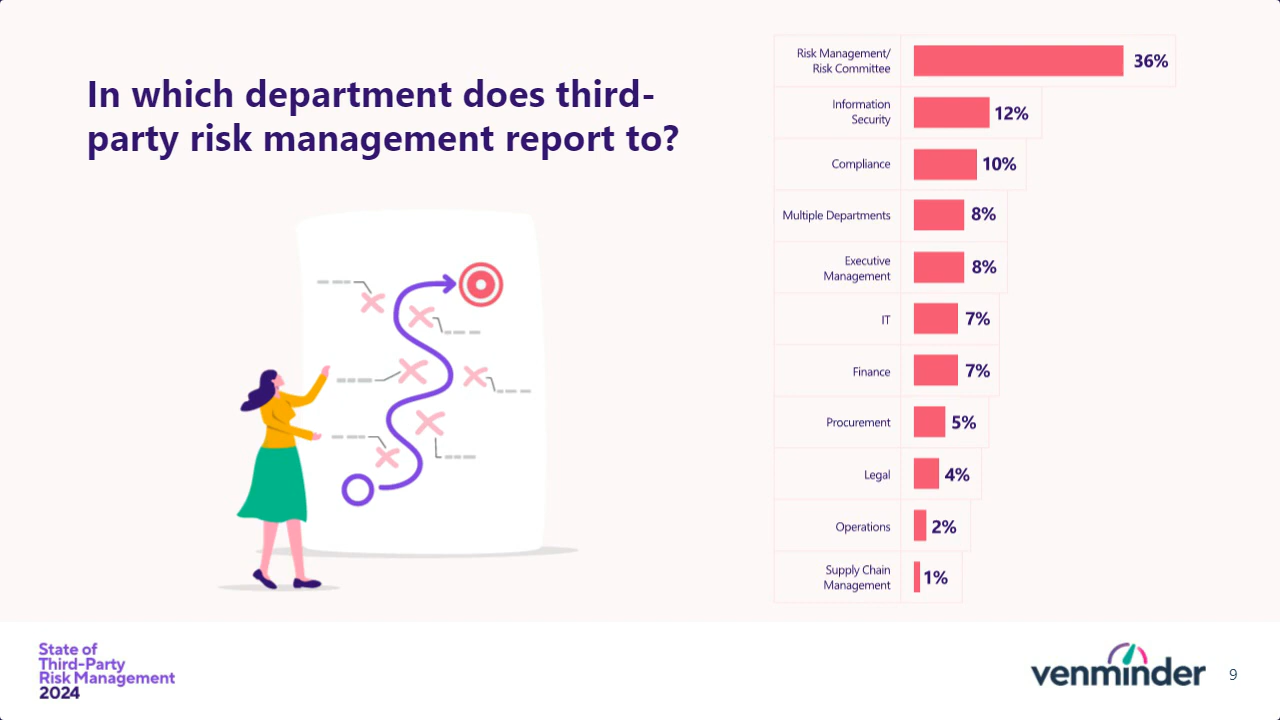 In which department does third-
party risk management report to?
Risk Management/
Risk Committee
36%
Information
Security
12%
Compliance
10%
Multiple Departments
8%
Executive
Management
8%
IT
7%
Finance
7%
Procurement
5%
Legal
4%
Operations
2%
Supply Chain
Management
1%
State of
Third-Party
Risk Management
2024
venminder
9